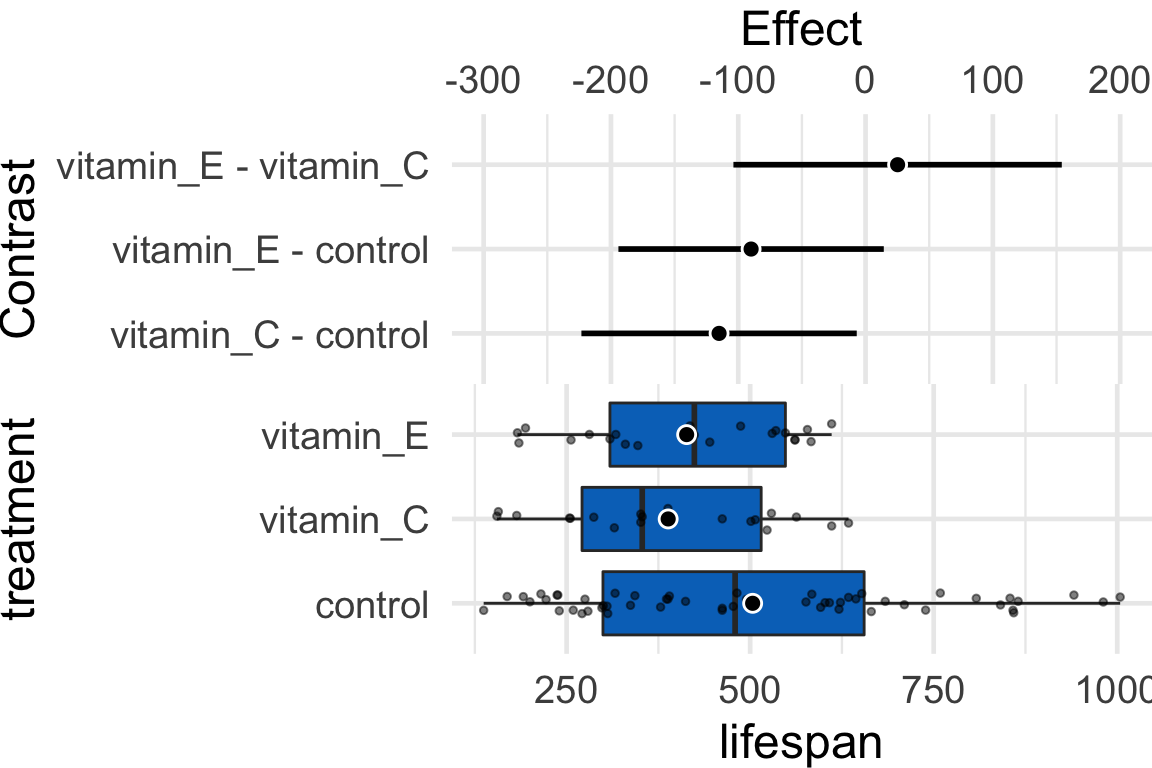 Effect
-300 -200 -100 0 100 200
Contrast
vitamin_E - vitamin_C
vitamin_E - control
vitamin_C - control
treatment
vitamin_E
vitamin_C
control
250 500 750 1000
lifespan